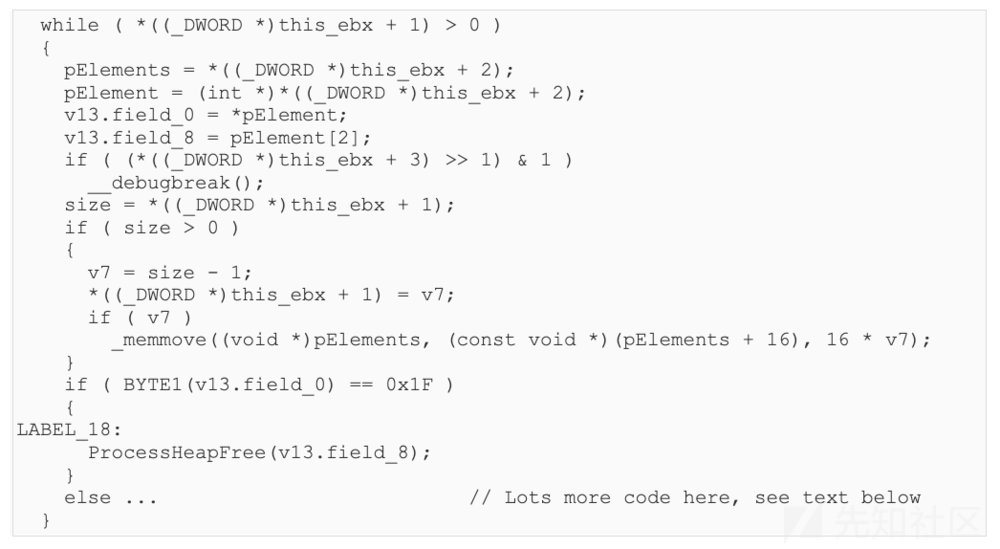 while ( *((_DWORD *)this_ebx + 1) > 0 )
{
pElements = *((_DWORD *)this_ebx + 2);
pElement = (int *)*((_DWORD *)this_ebx + 2);
v13.field_0 = *pElement;
v13.field_8 = pElement[2];
if ( (*((_DWORD *)this_ebx + 3) >> 1) & 1 )
__debugbreak();
size = *((_DWORD *)this_ebx + 1);
if ( size > 0 )
{
v7 = size - 1;
*((_DWORD *)this_ebx + 1) = v7;
if ( v7 )
_memmove((void *)pElements, (const void *)(pElements + 16), 16 * v7);
}
if ( BYTE1(v13.field_0) == 0x1F )
{
LABEL_18:
ProcessHeapFree(v13.field_8);
}
else ... // Lots more code here, see text below
}
先知社区